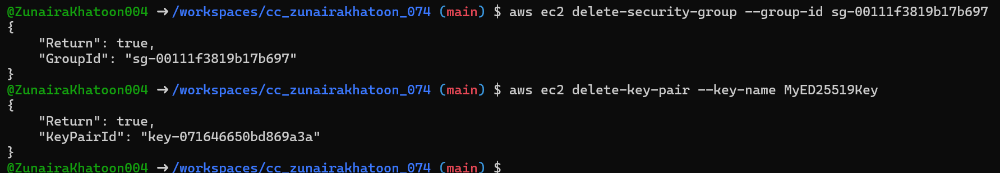 @ZunairaKhatoon004 ➜/workspaces/cc_zunairakhatoon_074 (main) $ aws ec2 delete-security-group --group-id sg-00111f3819b17b697
{
    "Return": true,
    "GroupId": "sg-00111f3819b17b697"
}
@ZunairaKhatoon004 ➜/workspaces/cc_zunairakhatoon_074 (main) $ aws ec2 delete-key-pair --key-name MyED25519Key
{
    "Return": true,
    "KeyPairId": "key-071646650bd869a3a"
}
@ZunairaKhatoon004 ➜/workspaces/cc_zunairakhatoon_074 (main) $